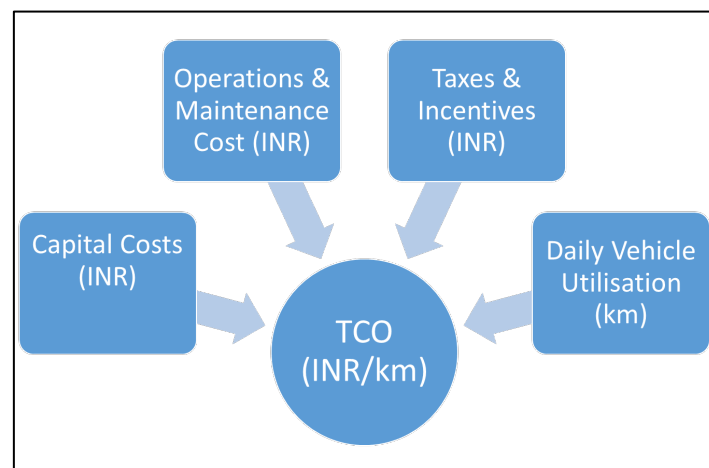 Operations &
Maintenance
Cost (INR)
Taxes &
Incentives
(INR)
Capital Costs
(INR)
Daily Vehicle
Utilisation
(km)
TCO
(INR/km)